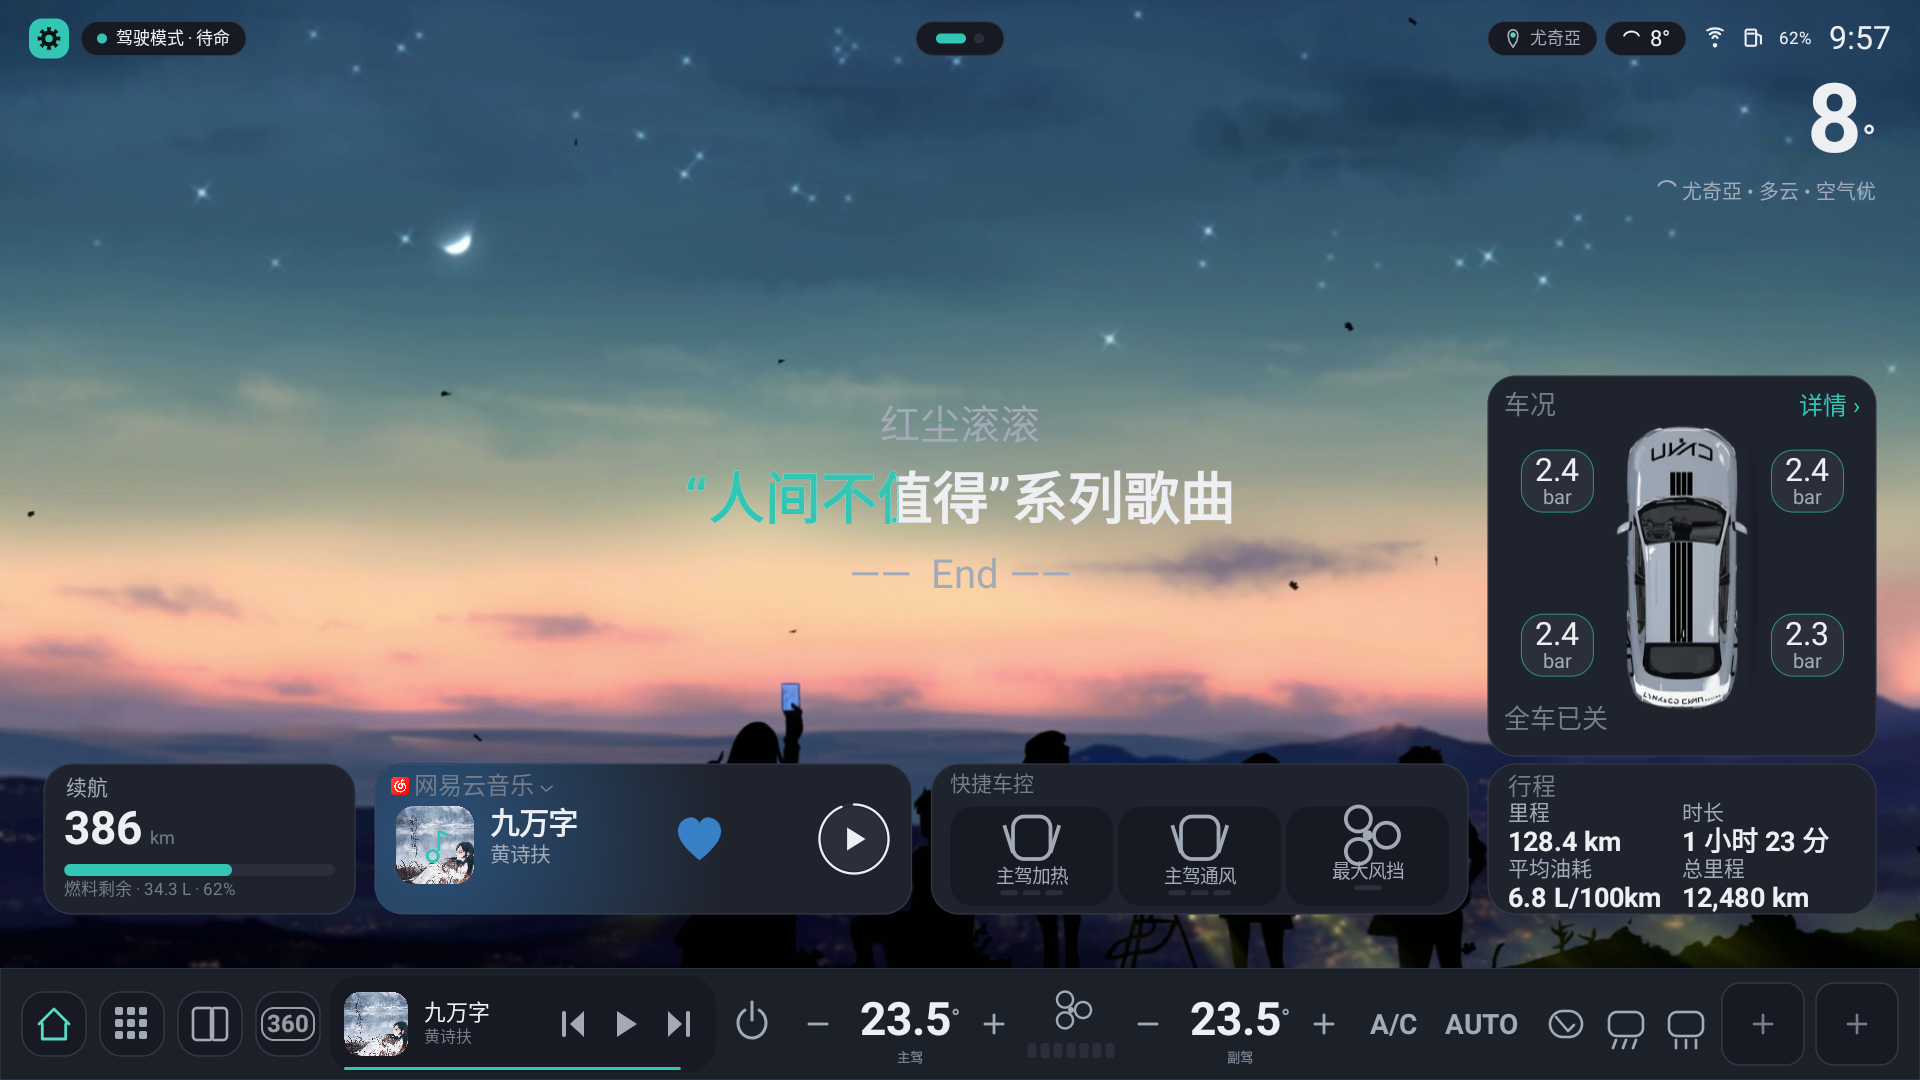 驾驶模式 · 待命
尤奇亞
8°
62%
9:57
8°
尤奇亞 • 多云 • 空气优
红尘滚滚
“人间不值得”系列歌曲
—— End ——
车况
详情 ›
2.4
bar
2.4
bar
2.4
bar
2.3
bar
全车已关
续航
386 km
燃料剩余 · 34.3 L · 62%
网易云音乐
九万字
黄诗扶
快捷车控
主驾加热
主驾通风
最大风挡
行程
里程
128.4 km
时长
1 小时 23 分
平均油耗
6.8 L/100km
总里程
12,480 km
360
九万字
黄诗扶
23.5°
主驾
23.5°
副驾
A/C
AUTO